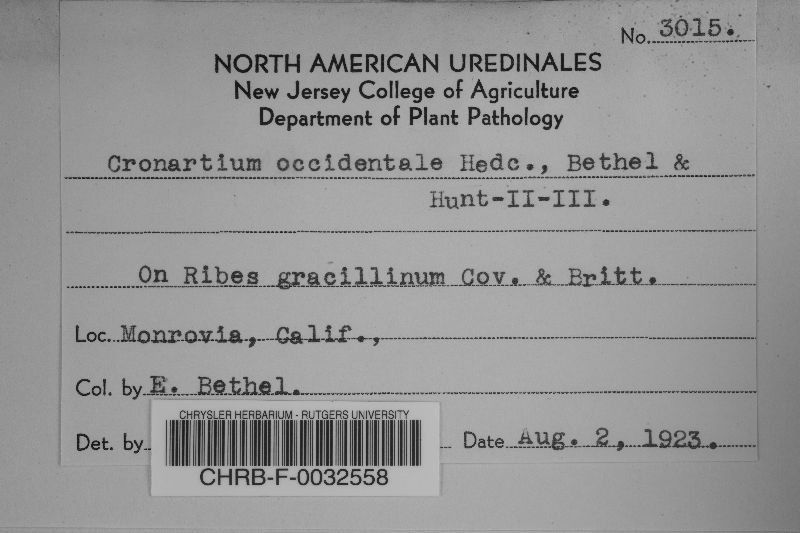 No. 3015.
NORTH AMERICAN UREDINALES
New Jersey College of Agriculture
Department of Plant Pathology
Cronartium occidentale Hedc., Bethel &
Hunt-II-III.
On Ribes gracillinum Cov. & Britt.
Loc. Monrovia, Calif.,
Col. by E. Bethel.
Det. by
Date Aug. 2, 1923.
CHRYSLER HERBARIUM - RUTGERS UNIVERSITY
CHRB-F-0032558